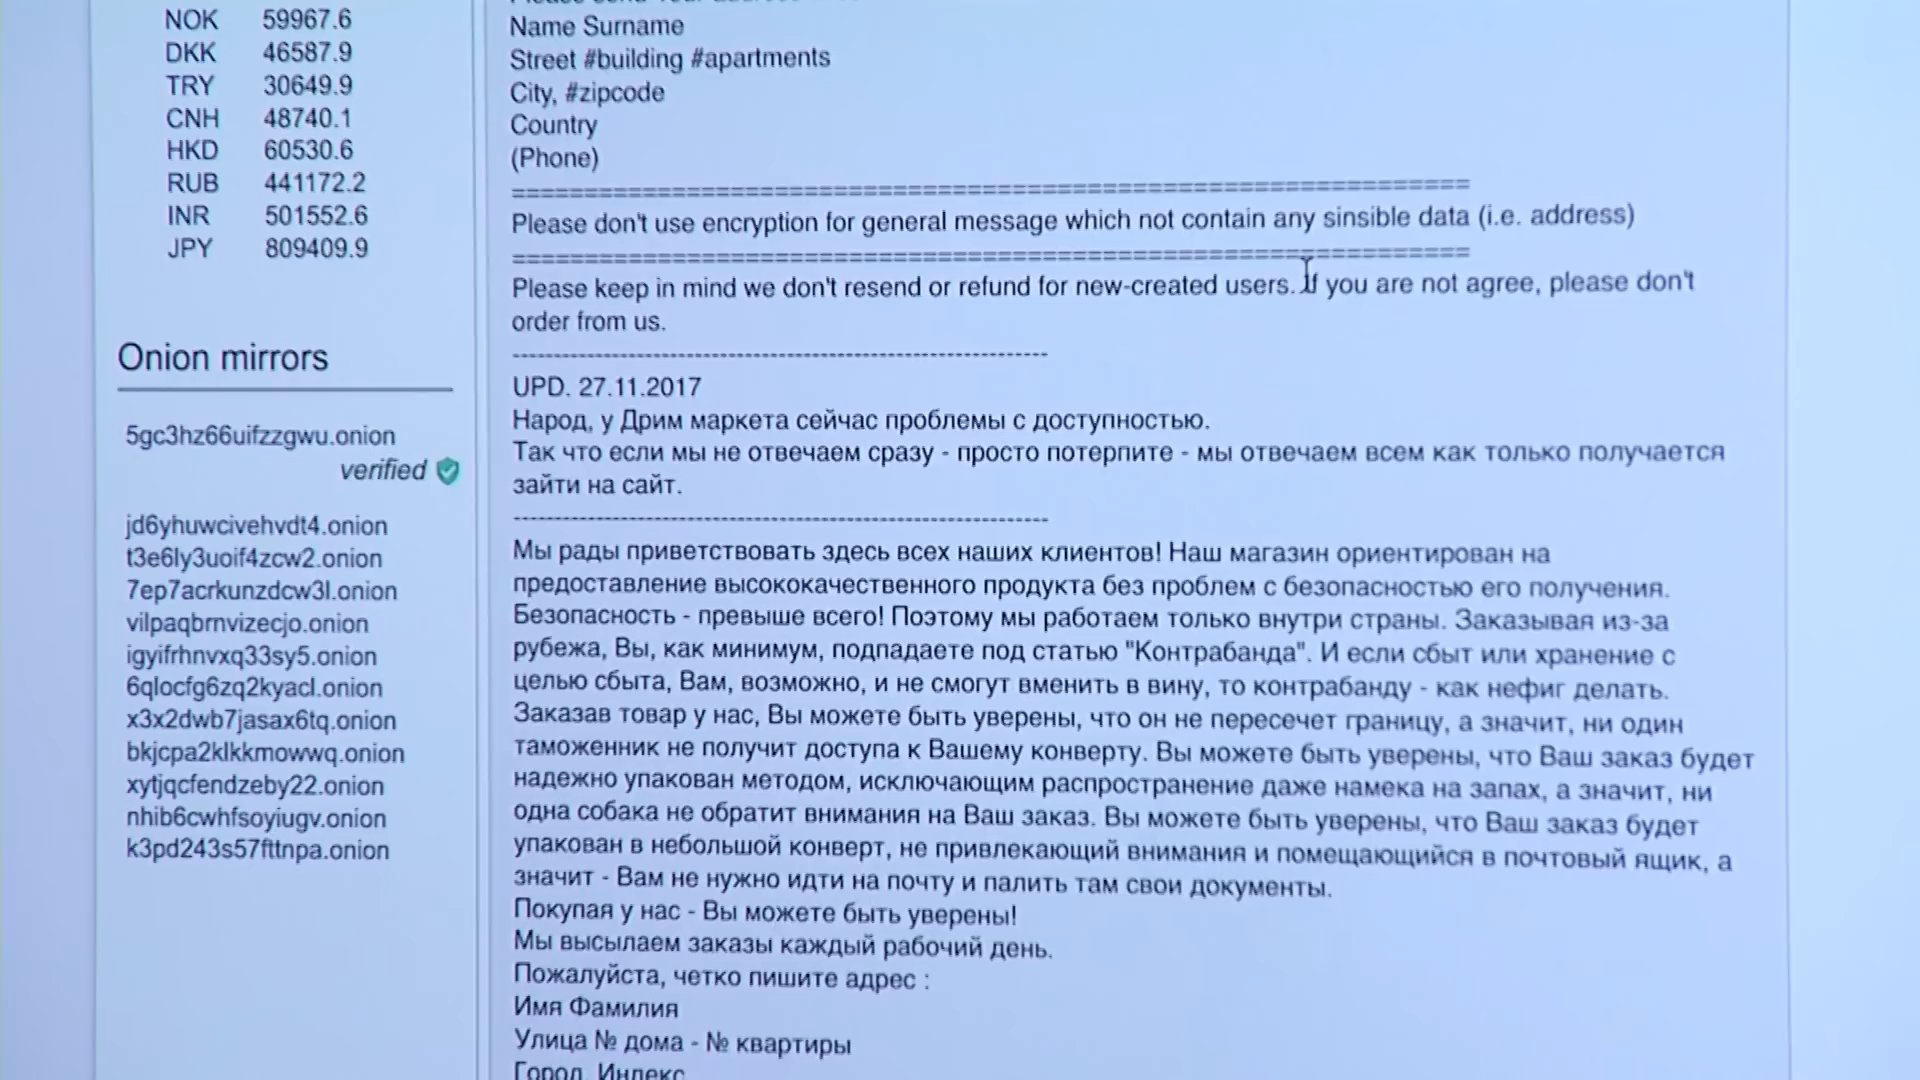 NOK 59967.6
DKK 46587.9
TRY 30649.9
CNH 48740.1
HKD 60530.6
RUB 441172.2
INR 501552.6
JPY 809409.9
Onion mirrors
5gc3hz66uifzzgwu.onion
verified
jd6yhuwcivehvdt4.onion
t3e6ly3uoif4zcw2.onion
7ep7acrkunzdcw3l.onion
vilpaqbrnvizecjo.onion
igyifrhnvxq33sy5.onion
6qlocfg6zq2kyacl.onion
x3x2dwb7jasax6tq.onion
bkjcpa2klkkmowwq.onion
xytjqcfendzeby22.onion
nhib6cwhfsoyiugv.onion
k3pd243s57fttnpa.onion
Name Surname
Street #building #apartments
City, #zipcode
Country
(Phone)
Please don't use encryption for general message which not contain any sinsible data (i.e. address)
Please keep in mind we don't resend or refund for new-created users. If you are not agree, please don't
order from us.
UPD. 27.11.2017
Народ, у Дрим маркета сейчас проблемы с доступностью.
Так что если мы не отвечаем сразу - просто потерпите - мы отвечаем всем как только получается
зайти на сайт.
Мы рады приветствовать здесь всех наших клиентов! Наш магазин ориентирован на
предоставление высококачественного продукта без проблем с безопасностью его получения.
Безопасность - превыше всего! Поэтому мы работаем только внутри страны. Заказывая из-за
рубежа, Вы, как минимум, подпадаете под статью "Контрабанда". И если сбыт или хранение с
целью сбыта, Вам, возможно, и не смогут вменить в вину, то контрабанду - как нефиг делать.
Заказав товар у нас, Вы можете быть уверены, что он не пересечет границу, а значит, ни один
таможенник не получит доступа к Вашему конверту. Вы можете быть уверены, что Ваш заказ будет
надежно упакован методом, исключающим распространение даже намека на запах, а значит, ни
одна собака не обратит внимания на Ваш заказ. Вы можете быть уверены, что Ваш заказ будет
упакован в небольшой конверт, не привлекающий внимания и помещающийся в почтовый ящик, а
значит - Вам не нужно идти на почту и палить там свои документы.
Покупая у нас - Вы можете быть уверены!
Мы высылаем заказы каждый рабочий день.
Пожалуйста, четко пишите адрес :
Имя Фамилия
Улица № дома - № квартиры
Город, Индекс